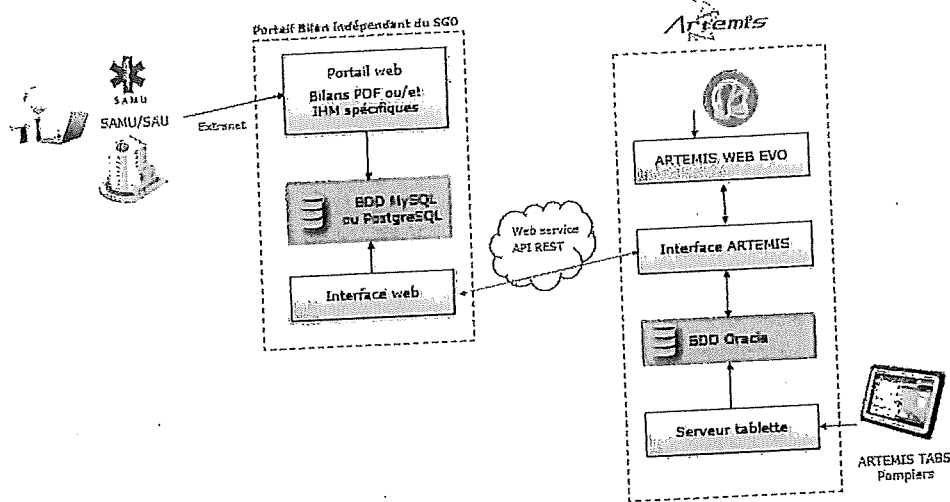 Portail Bilan Indépendant du SGO
Portail web
Bilans PDF ou/et
IHM spécifiques
SAMU
SAMU/SAU
Extranet
BDD MySQL
ou PostgreSQL
Interface web
Web service
API REST
Artemis
ARTEMIS WEB EVO
Interface ARTEMIS
BDD Oracle
Serveur tablette
ARTEMIS TABS
Pompiers